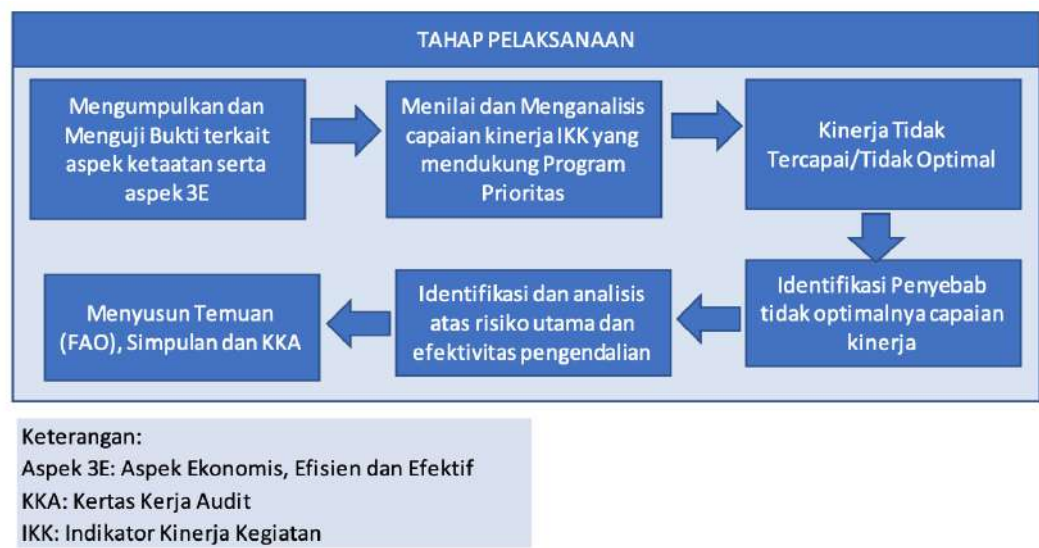 TAHAP PELAKSANAAN
Mengumpulkan dan
Menguji Bukti terkait
aspek ketaatan serta
aspek 3E
Menilai dan Menganalisis
capaian kinerja IKK yang
mendukung Program
Prioritas
Kinerja Tidak
Tercapai/Tidak Optimal
Identifikasi Penyebab
tidak optimalnya capaian
kinerja
Identifikasi dan analisis
atas risiko utama dan
efektivitas pengendalian
Menyusun Temuan
(FAO), Simpulan dan KKA
Keterangan:
Aspek 3E: Aspek Ekonomis, Efisien dan Efektif
KKA: Kertas Kerja Audit
IKK: Indikator Kinerja Kegiatan